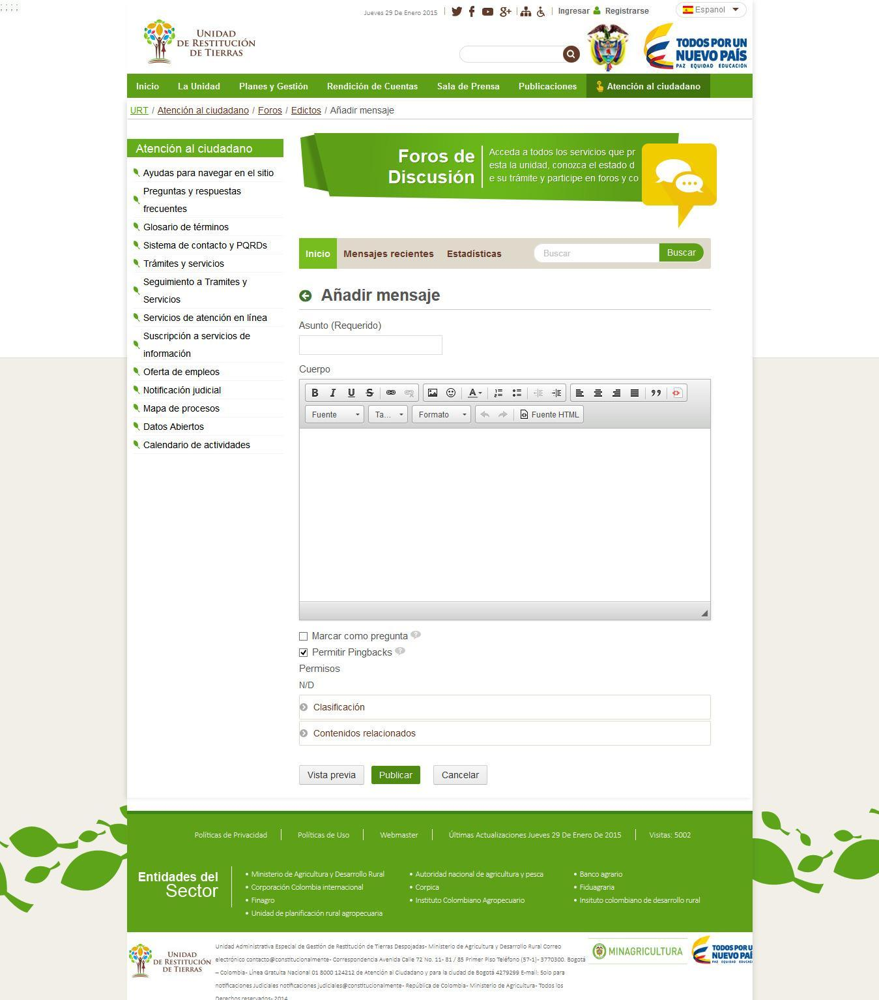 ; ; ; ;
Jueves 29 De Enero 2015
Ingresar Registrarse
Espanol
UNIDAD
DE RESTITUCIÓN
DE TIERRAS
TODOS POR UN
NUEVO PAÍS
PAZ EQUIDAD EDUCACIÓN
Inicio La Unidad Planes y Gestión Rendición de Cuentas Sala de Prensa Publicaciones Atención al ciudadano
URT / Atención al ciudadano / Foros / Edictos / Añadir mensaje
Atención al ciudadano
Ayudas para navegar en el sitio
Preguntas y respuestas
frecuentes
Glosario de términos
Sistema de contacto y PQRDs
Trámites y servicios
Seguimiento a Tramites y
Servicios
Servicios de atención en línea
Suscripción a servicios de
información
Oferta de empleos
Notificación judicial
Mapa de procesos
Datos Abiertos
Calendario de actividades
Foros de
Discusión
Acceda a todos los servicios que pr
esta la unidad, conozca el estado d
e su trámite y participe en foros y co
Inicio Mensajes recientes Estadísticas Buscar Buscar
Añadir mensaje
Asunto (Requerido)
Cuerpo
B I U S A
Fuente Ta... Formato Fuente HTML
Marcar como pregunta ?
Permitir Pingbacks ?
Permisos
N/D
Clasificación
Contenidos relacionados
Vista previa Publicar Cancelar
Políticas de Privacidad Políticas de Uso Webmaster Últimas Actualizaciones Jueves 29 De Enero De 2015 Visitas: 5002
Entidades del
Sector
• Ministerio de Agricultura y Desarrollo Rural
• Corporación Colombia internacional
• Finagro
• Unidad de planificación rural agropecuaria
• Autoridad nacional de agricultura y pesca
• Corpica
• Instituto Colombiano Agropecuario
• Banco agrario
• Fiduagraria
• Insituto colombiano de desarrollo rural
UNIDAD
DE RESTITUCIÓN
DE TIERRAS
Unidad Administrativa Especial de Gestión de Restitución de Tierras Despojadas- Ministerio de Agricultura y Desarrollo Rural Correo
electrónico contacto@constitucionalmente- Correspondencia Avenida Calle 72 No. 11- 81 / 85 Primer Piso Teléfono (57-1)- 3770300. Bogotá
– Colombia- Línea Gratuita Nacional 01 8000 124212 de Atención al Ciudadano y para la ciudad de Bogotá 4279299 E-mail: Solo para
notificaciones Judiciales notificaciones judiciales@constitucionalmente- República de Colombia- Ministerio de Agricultura- Todos los
Derechos reservados- 2014
MINAGRICULTURA
TODOS POR U
NUEVO PAÍS
PAZ EQUIDAD EDUCAC